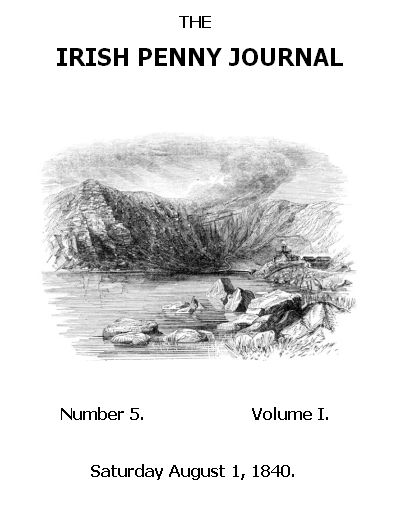 THE
IRISH PENNY JOURNAL
Number 5. Volume I.
Saturday August 1, 1840.